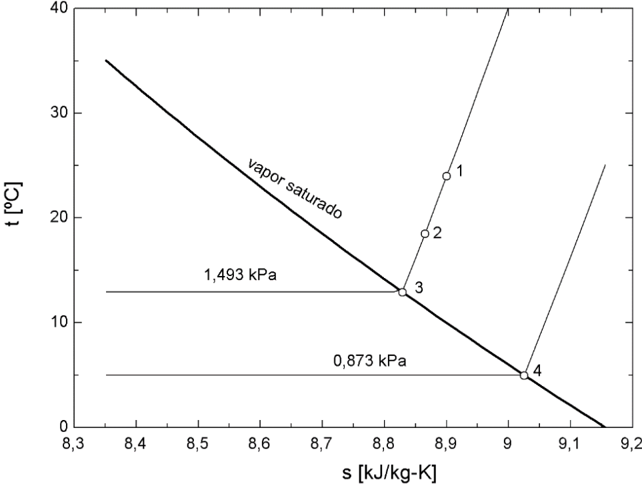 40
30
20
10
0
t [ºC]
vapor saturado
1
2
3
4
1,493 kPa
0,873 kPa
8,3 8,4 8,5 8,6 8,7 8,8 8,9 9 9,1 9,2
s [kJ/kg-K]